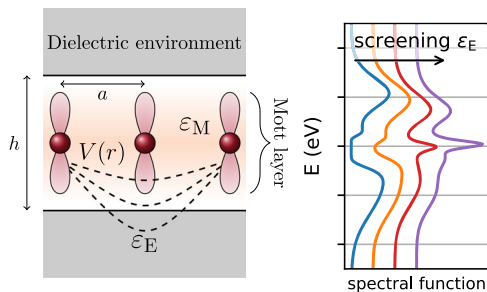 Dielectric environment
a
h
ε_M
V(r)
Mott layer
ε_E
screening ε_E
E (eV)
spectral function